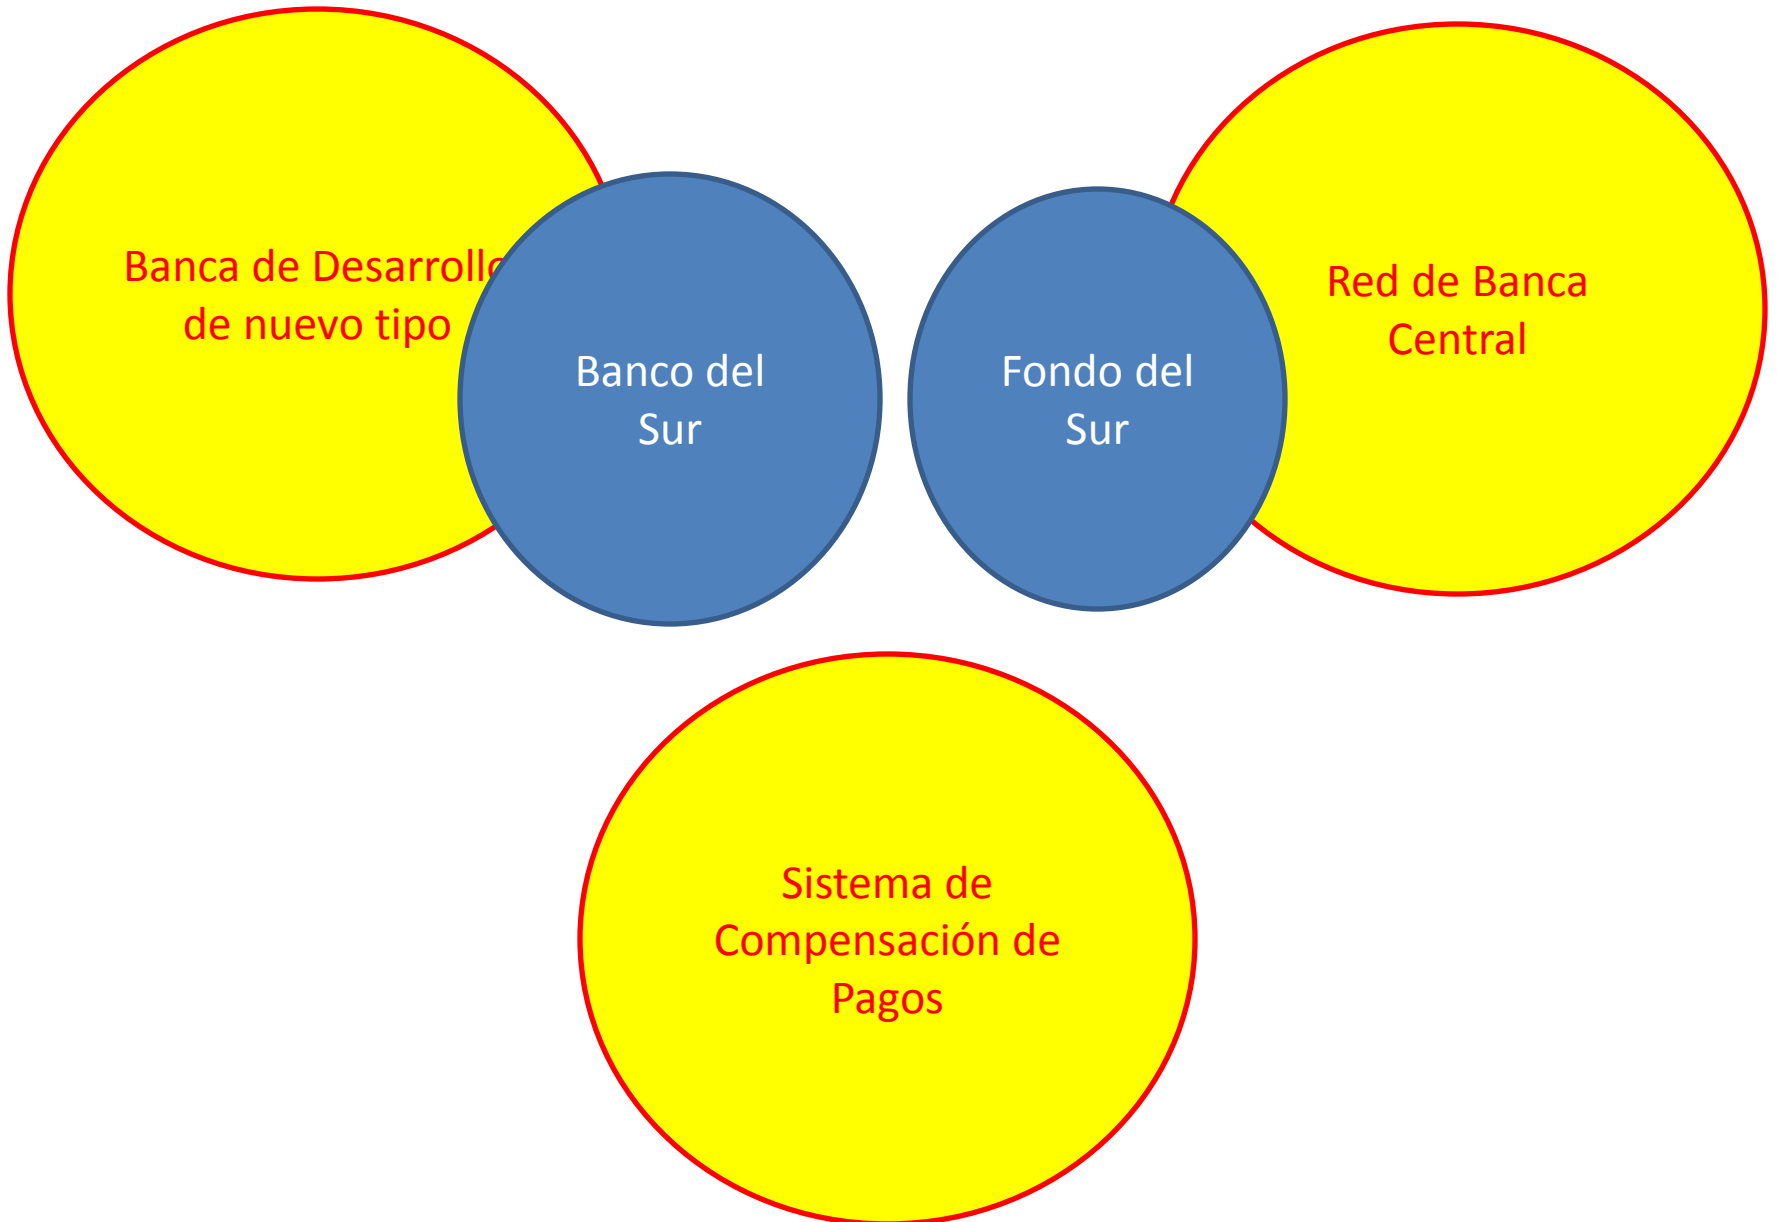 Banca de Desarrollo
de nuevo tipo
Banco del
Sur
Fondo del
Sur
Red de Banca
Central
Sistema de
Compensación de
Pagos